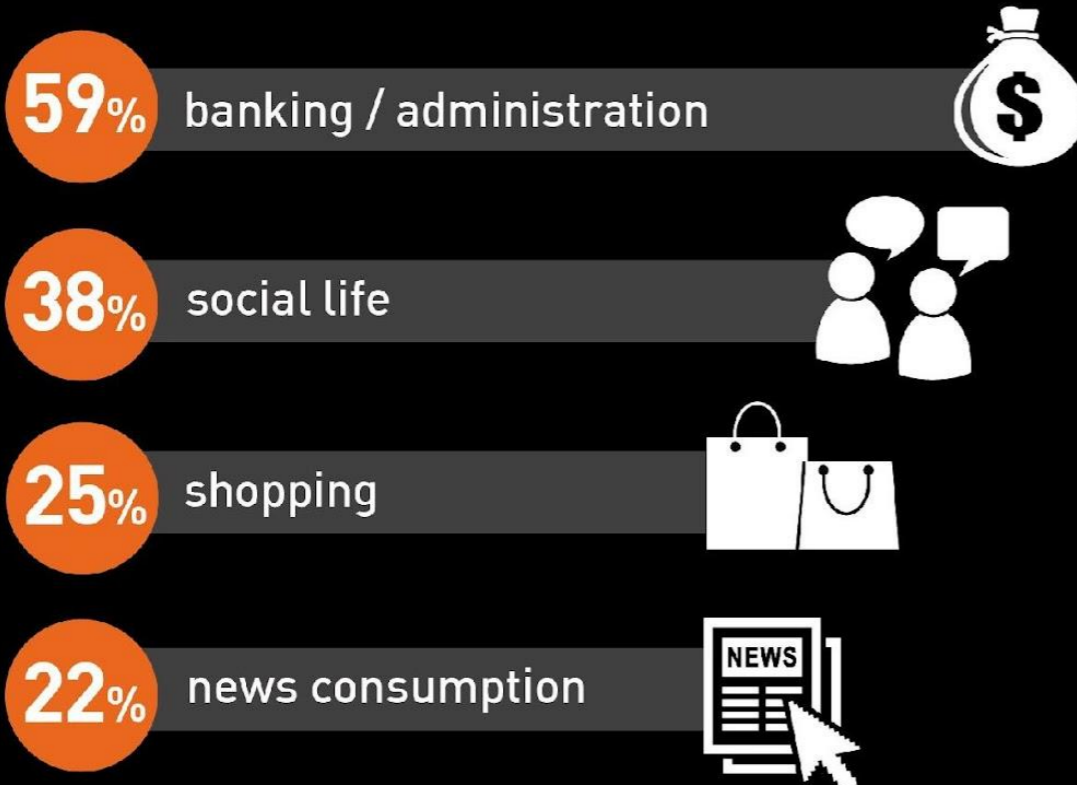 59% banking / administration
$
38% social life
25% shopping
22% news consumption
NEWS